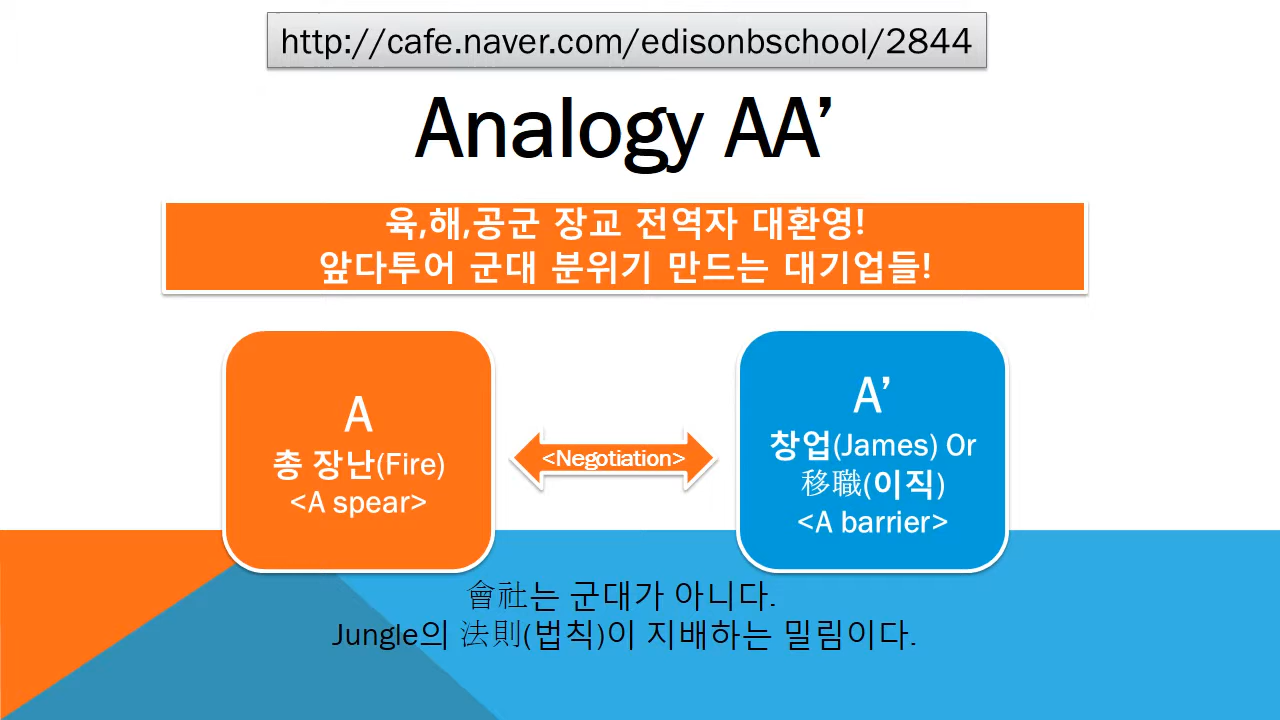 http://cafe.naver.com/edisonbschool/2844
Analogy AA’
육,해,공군 장교 전역자 대환영!
앞다투어 군대 분위기 만드는 대기업들!
A
총 장난(Fire)
<A spear>
<Negotiation>
A’
창업(James) Or
移職(이직)
<A barrier>
會社는 군대가 아니다.
Jungle의 法則(법칙)이 지배하는 밀림이다.